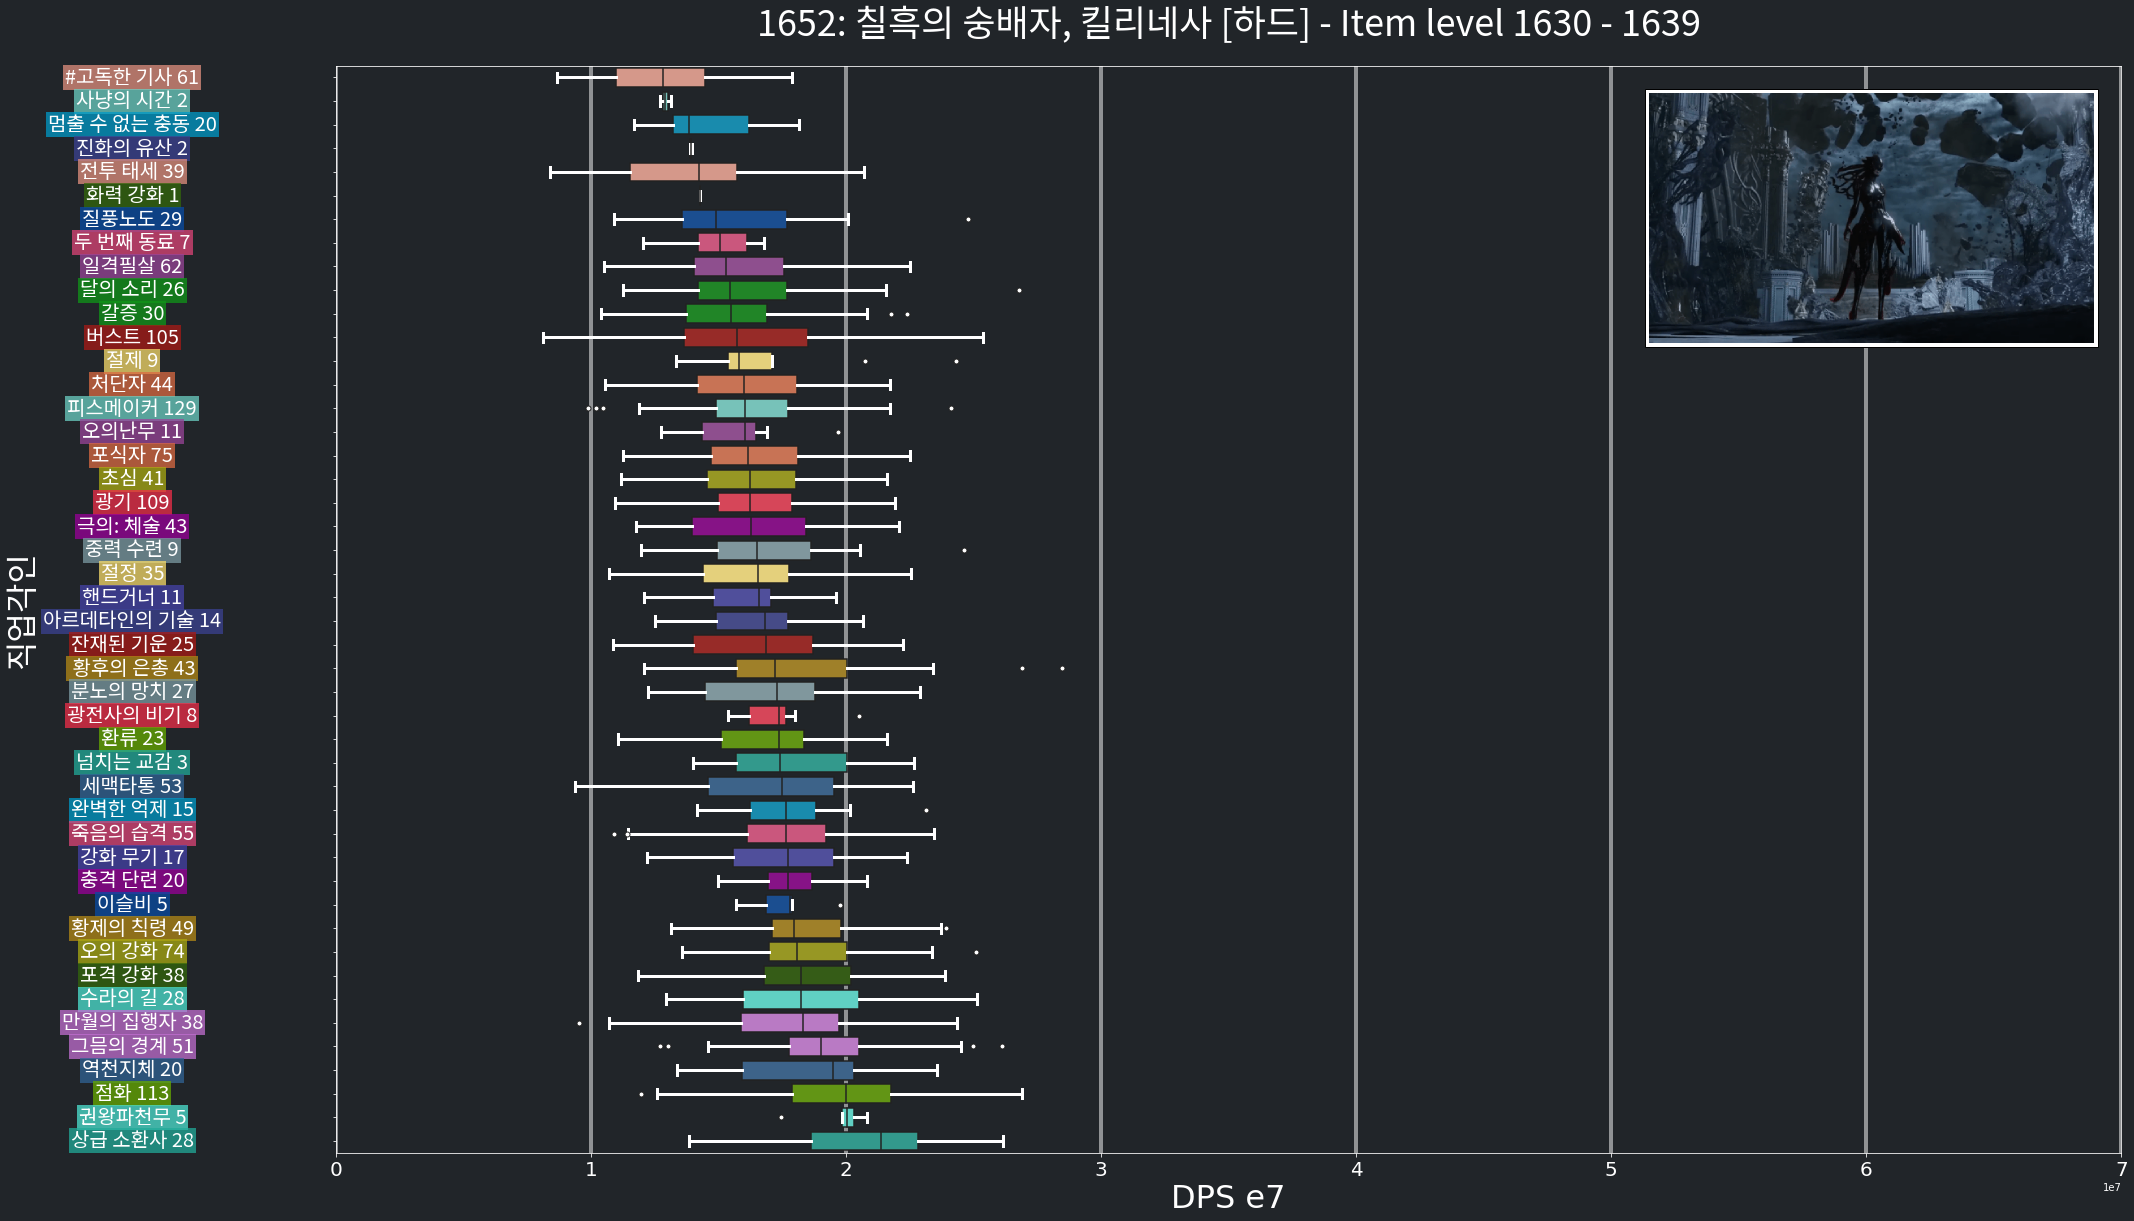 1652: 칠흑의 숭배자, 킬리네사 [하드] - Item level 1630 - 1639
#고독한 기사 61
사냥의 시간 2
멈출 수 없는 충동 20
진화의 유산 2
전투 태세 39
화력 강화 1
질풍노도 29
두 번째 동료 7
일격필살 62
달의 소리 26
갈증 30
버스트 105
절제 9
처단자 44
피스메이커 129
오의난무 11
포식자 75
초심 41
광기 109
극의: 체술 43
중력 수련 9
절정 35
핸드거너 11
아르데타인의 기술 14
잔재된 기운 25
황후의 은총 43
분노의 망치 27
광전사의 비기 8
환류 23
넘치는 교감 3
세맥타통 53
완벽한 억제 15
죽음의 습격 55
강화 무기 17
충격 단련 20
이슬비 5
황제의 칙령 49
오의 강화 74
포격 강화 38
수라의 길 28
만월의 집행자 38
그믐의 경계 51
역천지체 20
점화 113
권왕파천무 5
상급 소환사 28
직업각인
0 1 2 3 4 5 6 7
1e7
DPS e7